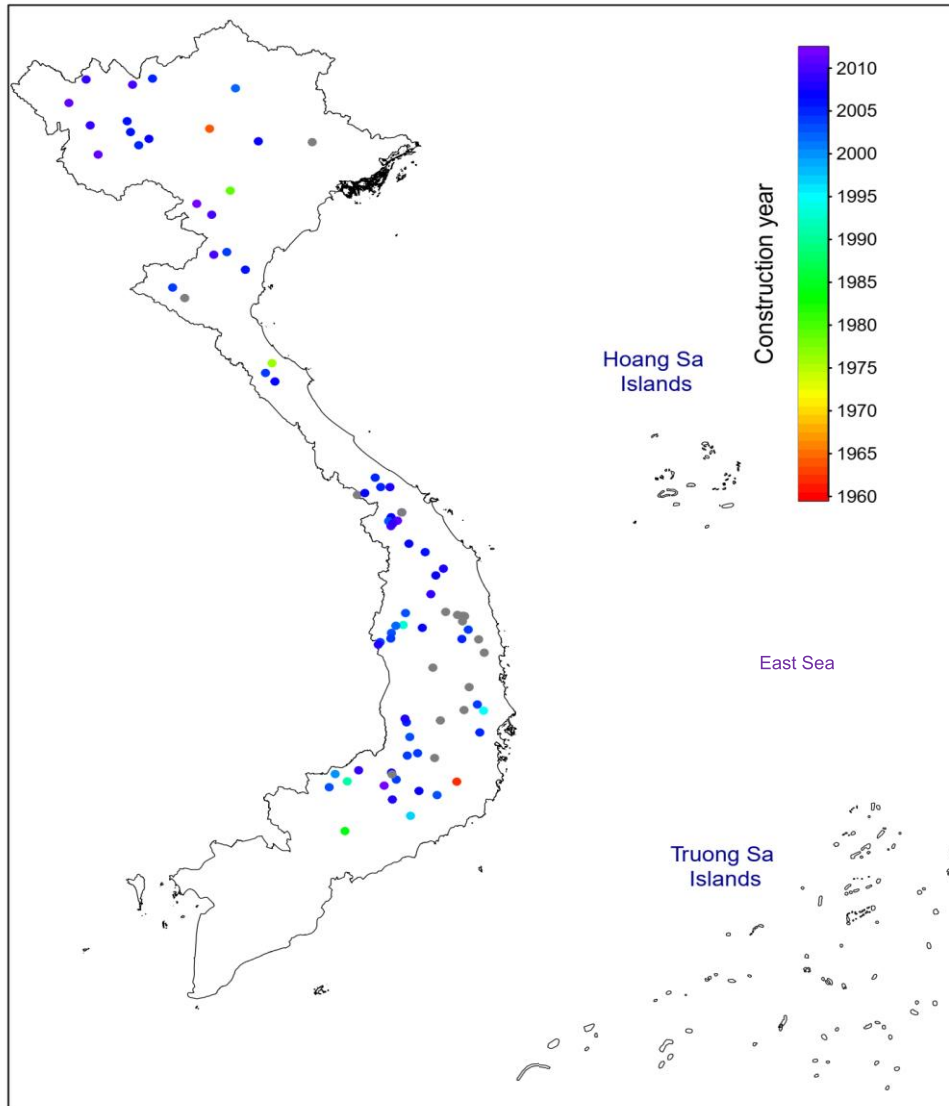 2010
2005
2000
1995
1990
1985
1980
1975
1970
1965
1960
Construction year
Hoang Sa
Islands
East Sea
Truong Sa
Islands